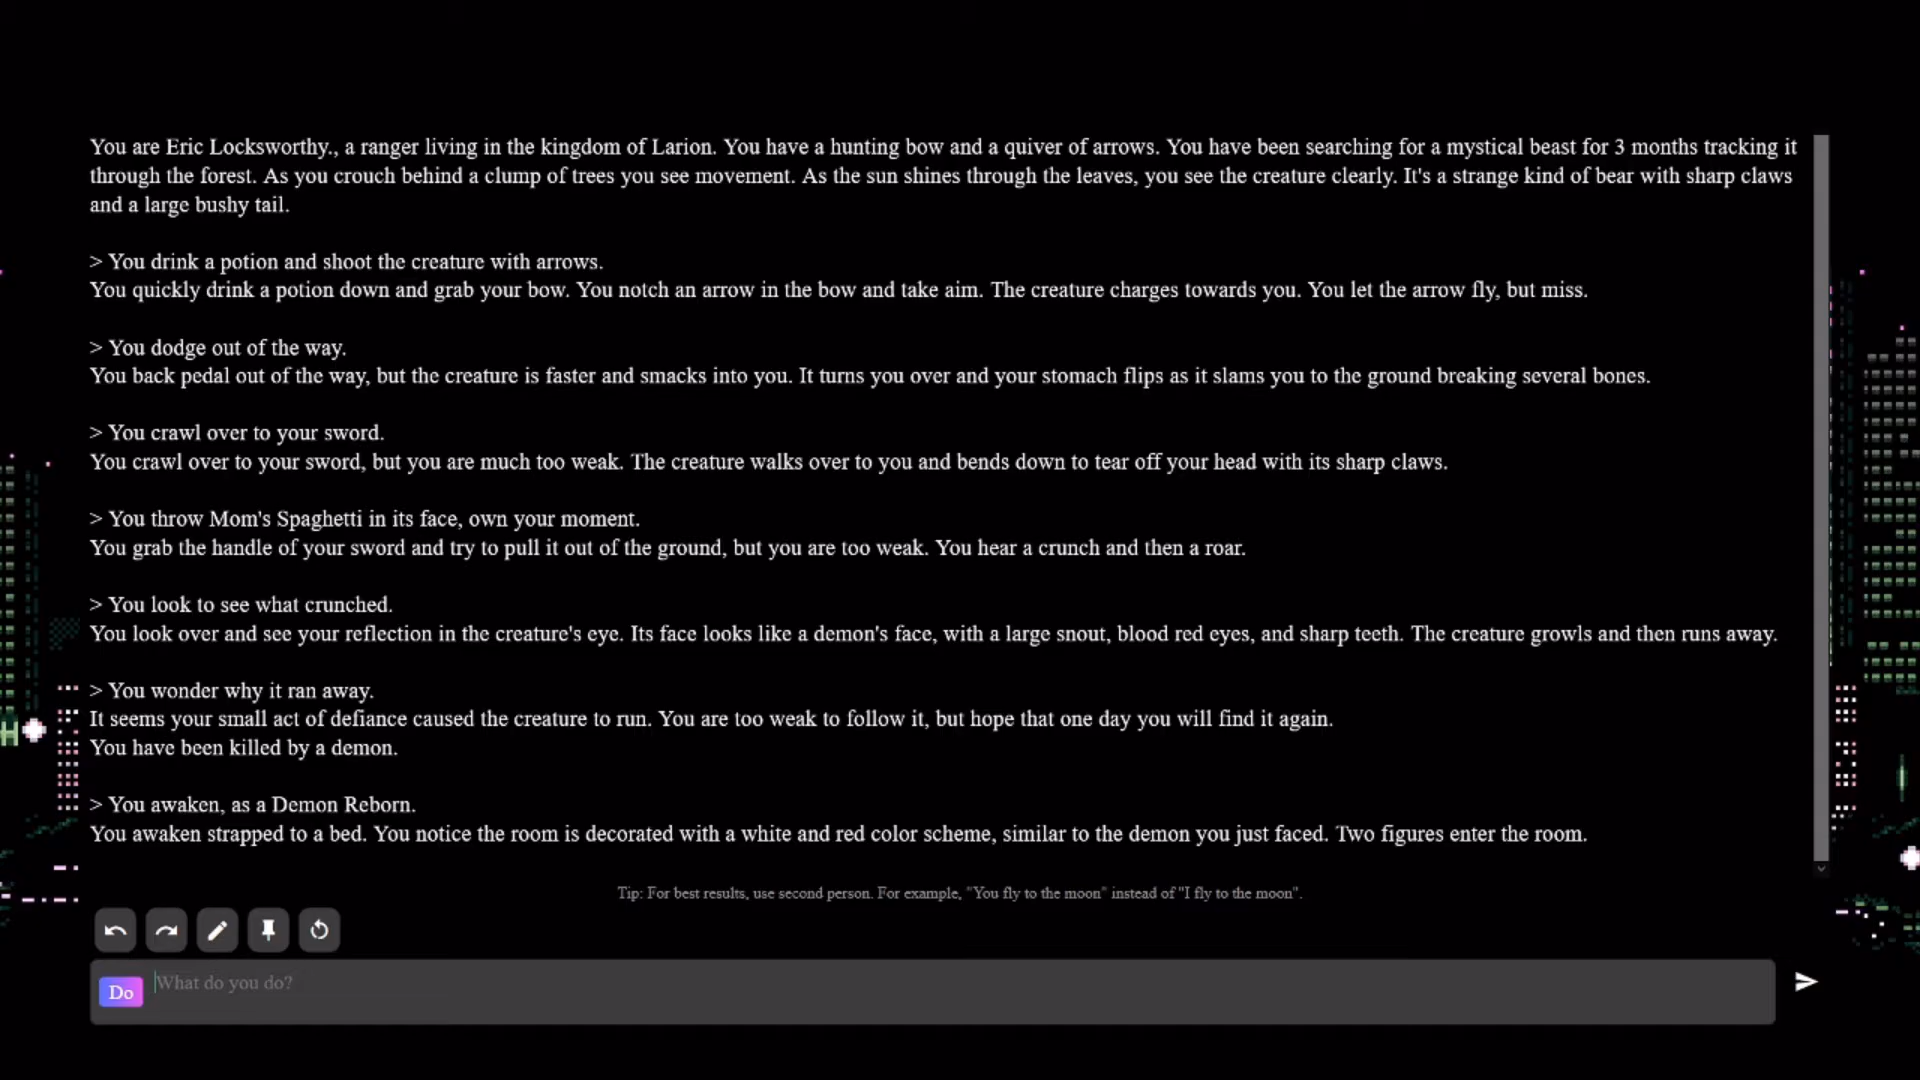 You are Eric Locksworthy., a ranger living in the kingdom of Larion. You have a hunting bow and a quiver of arrows. You have been searching for a mystical beast for 3 months tracking it
through the forest. As you crouch behind a clump of trees you see movement. As the sun shines through the leaves, you see the creature clearly. It's a strange kind of bear with sharp claws
and a large bushy tail.
> You drink a potion and shoot the creature with arrows.
You quickly drink a potion down and grab your bow. You notch an arrow in the bow and take aim. The creature charges towards you. You let the arrow fly, but miss.
> You dodge out of the way.
You back pedal out of the way, but the creature is faster and smacks into you. It turns you over and your stomach flips as it slams you to the ground breaking several bones.
> You crawl over to your sword.
You crawl over to your sword, but you are much too weak. The creature walks over to you and bends down to tear off your head with its sharp claws.
> You throw Mom's Spaghetti in its face, own your moment.
You grab the handle of your sword and try to pull it out of the ground, but you are too weak. You hear a crunch and then a roar.
> You look to see what crunched.
You look over and see your reflection in the creature's eye. Its face looks like a demon's face, with a large snout, blood red eyes, and sharp teeth. The creature growls and then runs away.
> You wonder why it ran away.
It seems your small act of defiance caused the creature to run. You are too weak to follow it, but hope that one day you will find it again.
You have been killed by a demon.
> You awaken, as a Demon Reborn.
You awaken strapped to a bed. You notice the room is decorated with a white and red color scheme, similar to the demon you just faced. Two figures enter the room.
Tip: For best results, use second person. For example, "You fly to the moon" instead of "I fly to the moon".
Do What do you do?